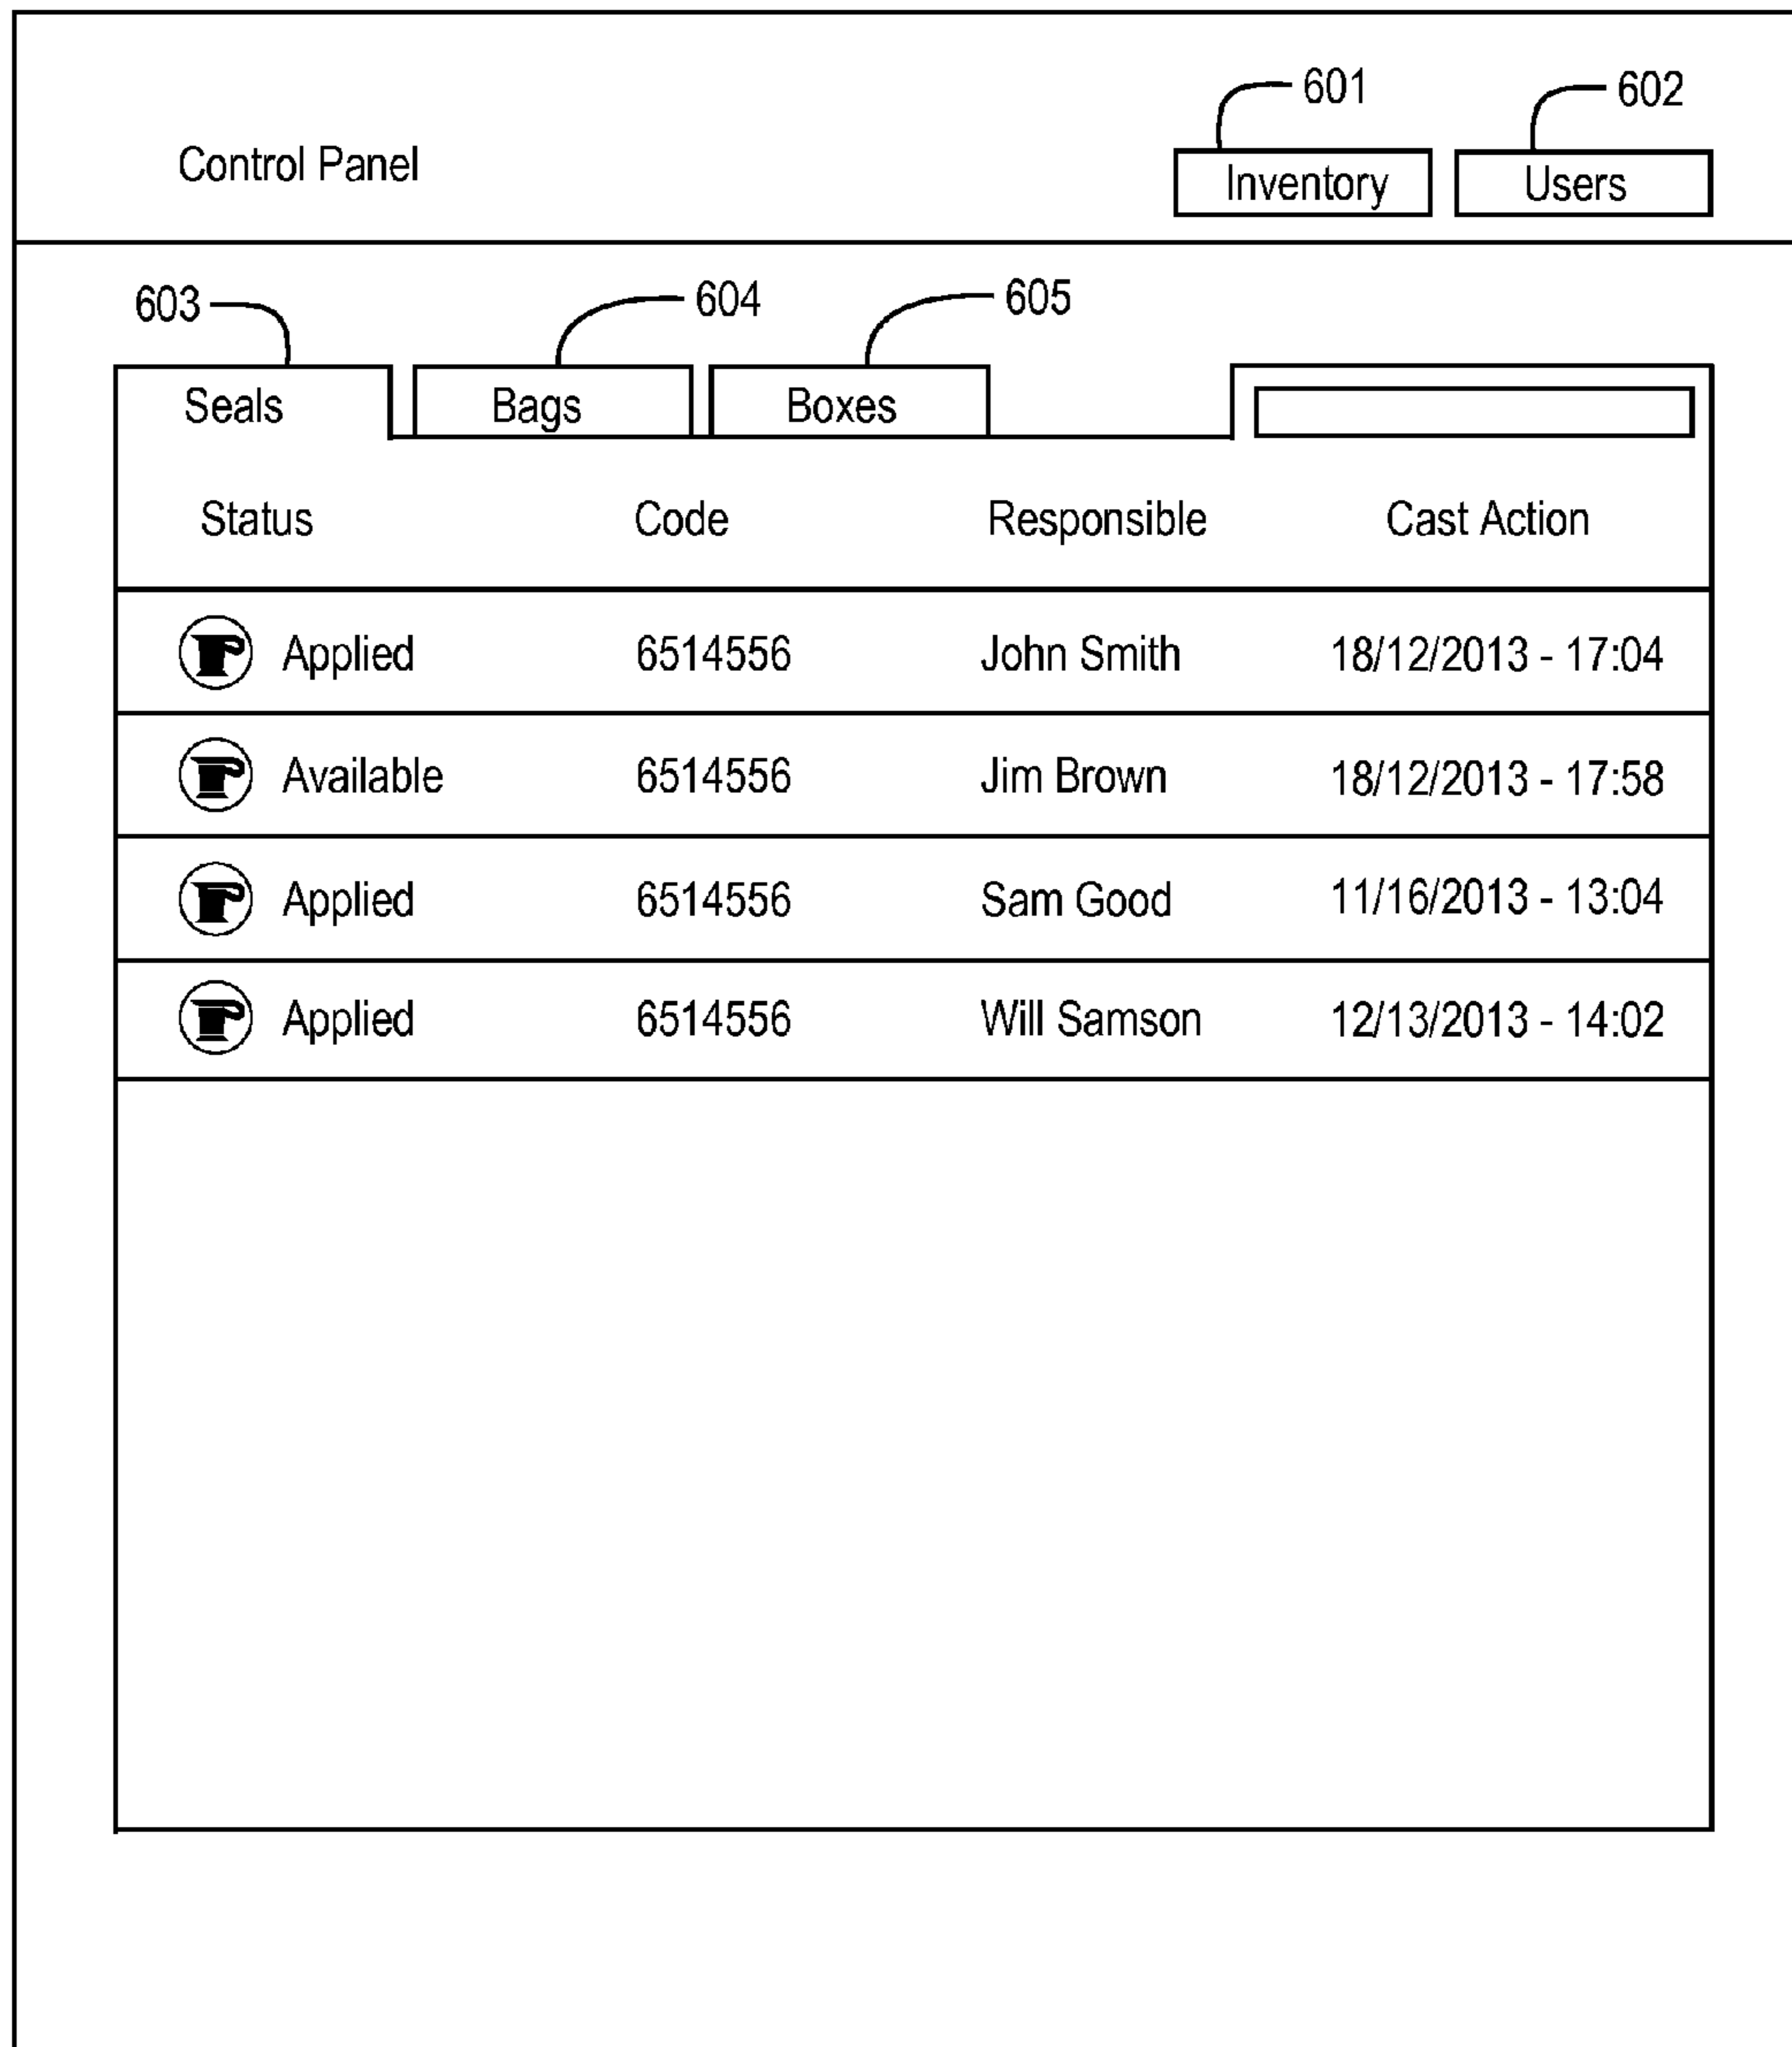 601 602
Control Panel Inventory Users
603 604 605
Seals Bags Boxes
Status Code Responsible Cast Action
Applied 6514556 John Smith 18/12/2013 - 17:04
Available 6514556 Jim Brown 18/12/2013 - 17:58
Applied 6514556 Sam Good 11/16/2013 - 13:04
Applied 6514556 Will Samson 12/13/2013 - 14:02